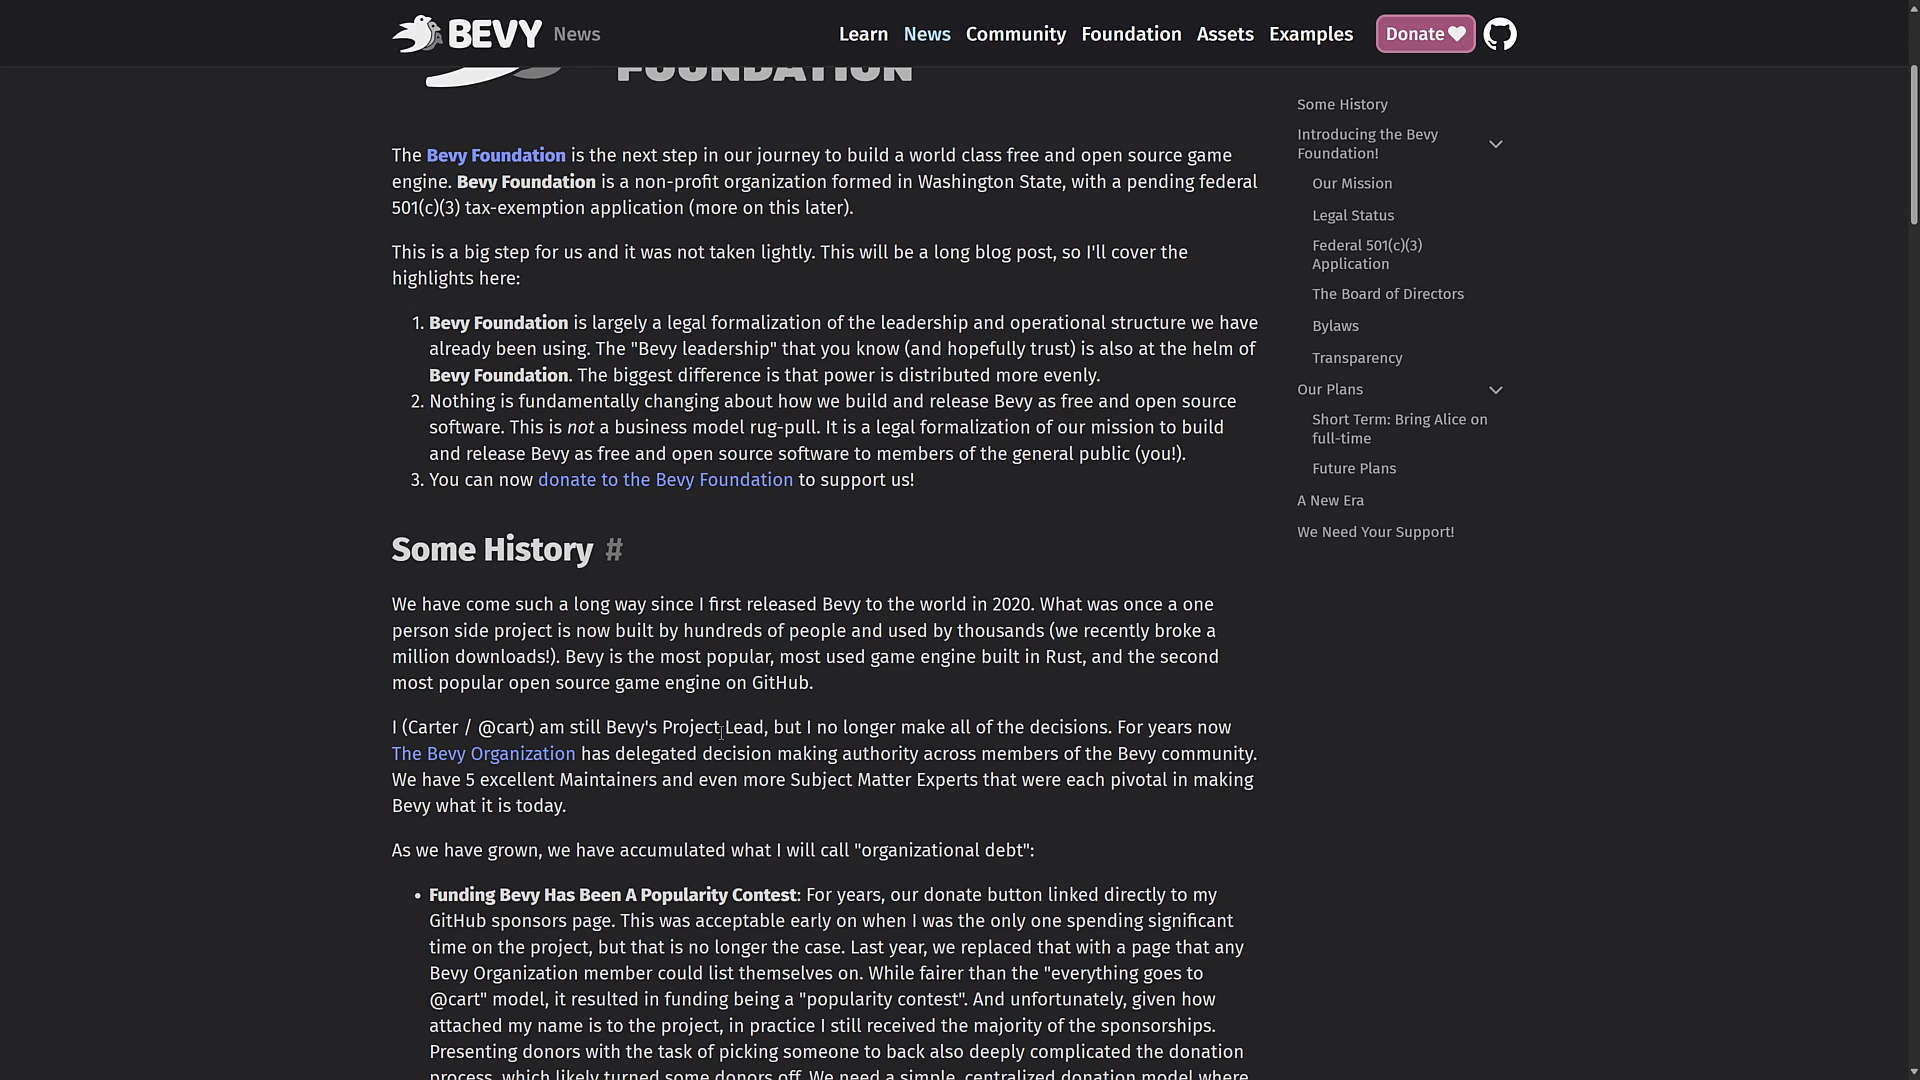 BEVY News Learn News Community Foundation Assets Examples Donate
FOUNDATION
The Bevy Foundation is the next step in our journey to build a world class free and open source game
engine. Bevy Foundation is a non-profit organization formed in Washington State, with a pending federal
501(c)(3) tax-exemption application (more on this later).
This is a big step for us and it was not taken lightly. This will be a long blog post, so I'll cover the
highlights here:
1. Bevy Foundation is largely a legal formalization of the leadership and operational structure we have
already been using. The "Bevy leadership" that you know (and hopefully trust) is also at the helm of
Bevy Foundation. The biggest difference is that power is distributed more evenly.
2. Nothing is fundamentally changing about how we build and release Bevy as free and open source
software. This is not a business model rug-pull. It is a legal formalization of our mission to build
and release Bevy as free and open source software to members of the general public (you!).
3. You can now donate to the Bevy Foundation to support us!
Some History #
We have come such a long way since I first released Bevy to the world in 2020. What was once a one
person side project is now built by hundreds of people and used by thousands (we recently broke a
million downloads!). Bevy is the most popular, most used game engine built in Rust, and the second
most popular open source game engine on GitHub.
I (Carter / @cart) am still Bevy's Project Lead, but I no longer make all of the decisions. For years now
The Bevy Organization has delegated decision making authority across members of the Bevy community.
We have 5 excellent Maintainers and even more Subject Matter Experts that were each pivotal in making
Bevy what it is today.
As we have grown, we have accumulated what I will call "organizational debt":
• Funding Bevy Has Been A Popularity Contest: For years, our donate button linked directly to my
GitHub sponsors page. This was acceptable early on when I was the only one spending significant
time on the project, but that is no longer the case. Last year, we replaced that with a page that any
Bevy Organization member could list themselves on. While fairer than the "everything goes to
@cart" model, it resulted in funding being a "popularity contest". And unfortunately, given how
attached my name is to the project, in practice I still received the majority of the sponsorships.
Presenting donors with the task of picking someone to back also deeply complicated the donation
process, which likely turned some donors off. We need a simple, centralized donation model where
Some History
Introducing the Bevy
Foundation!
Our Mission
Legal Status
Federal 501(c)(3)
Application
The Board of Directors
Bylaws
Transparency
Our Plans
Short Term: Bring Alice on
full-time
Future Plans
A New Era
We Need Your Support!